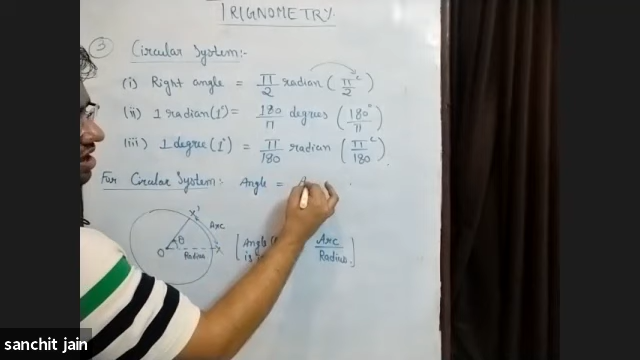 TRIGNOMETRY.
③ Circular System:-
(i) Right angle = π/2 radian (π^c/2)
(ii) 1 radian (1^c) = 180/π degrees (180°/π)
(iii) 1 degree (1°) = π/180 radian (π^c/180).
For Circular System: Angle =
X'
Arc
θ
O Radius X
[Angle Arc/Radius.]
sanchit jain